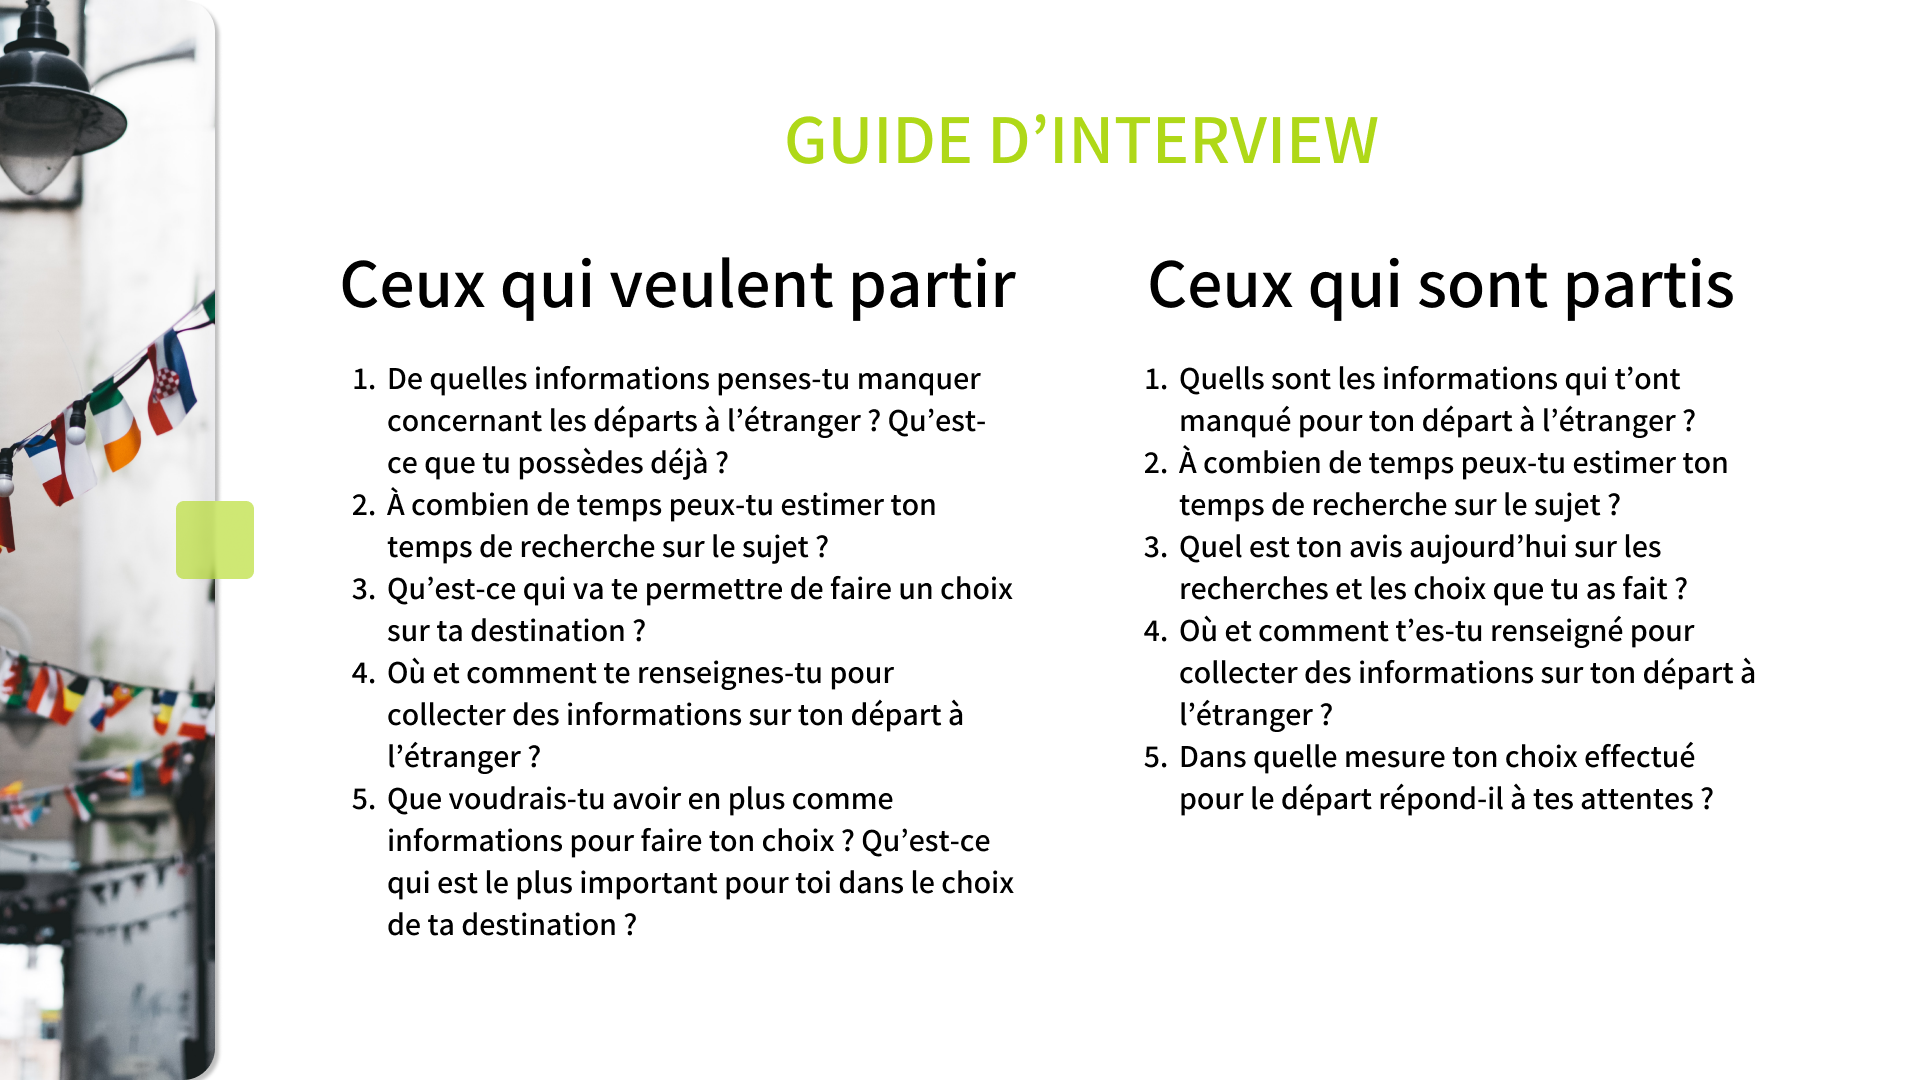 GUIDE D’INTERVIEW
Ceux qui veulent partir
1. De quelles informations penses-tu manquer
concernant les départs à l’étranger ? Qu’est-
ce que tu possèdes déjà ?
2. À combien de temps peux-tu estimer ton
temps de recherche sur le sujet ?
3. Qu’est-ce qui va te permettre de faire un choix
sur ta destination ?
4. Où et comment te renseignes-tu pour
collecter des informations sur ton départ à
l’étranger ?
5. Que voudrais-tu avoir en plus comme
informations pour faire ton choix ? Qu’est-ce
qui est le plus important pour toi dans le choix
de ta destination ?
Ceux qui sont partis
1. Quells sont les informations qui t’ont
manqué pour ton départ à l’étranger ?
2. À combien de temps peux-tu estimer ton
temps de recherche sur le sujet ?
3. Quel est ton avis aujourd’hui sur les
recherches et les choix que tu as fait ?
4. Où et comment t’es-tu renseigné pour
collecter des informations sur ton départ à
l’étranger ?
5. Dans quelle mesure ton choix effectué
pour le départ répond-il à tes attentes ?